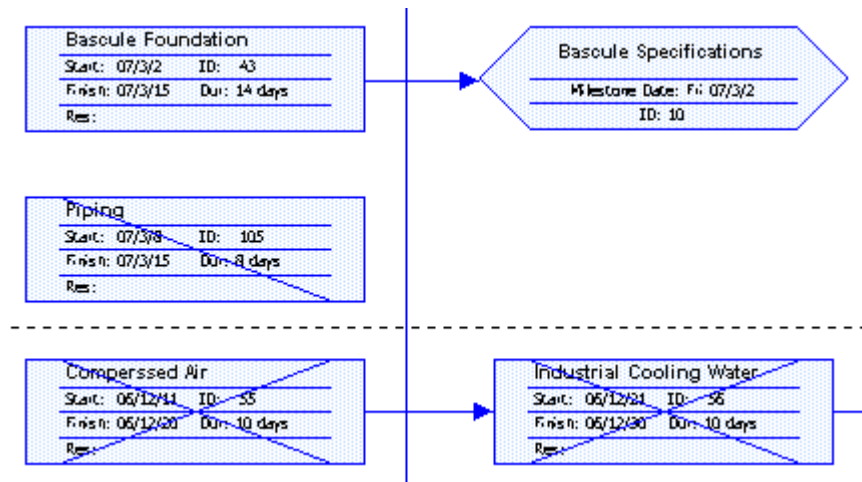 Bascule Foundation
Start: 07/3/2 ID: 43
Finish: 07/3/15 Dur: 14 days
Res:
Bascule Specifications
Milestone Date: Fri 07/3/2
ID: 10
Piping
Start: 07/3/8 ID: 105
Finish: 07/3/15 Dur: 8 days
Res:
Comperssed Air
Start: 06/12/11 ID: 55
Finish: 06/12/20 Dur: 10 days
Res:
Industrial Cooling Water
Start: 06/12/21 ID: 56
Finish: 06/12/30 Dur: 10 days
Res: